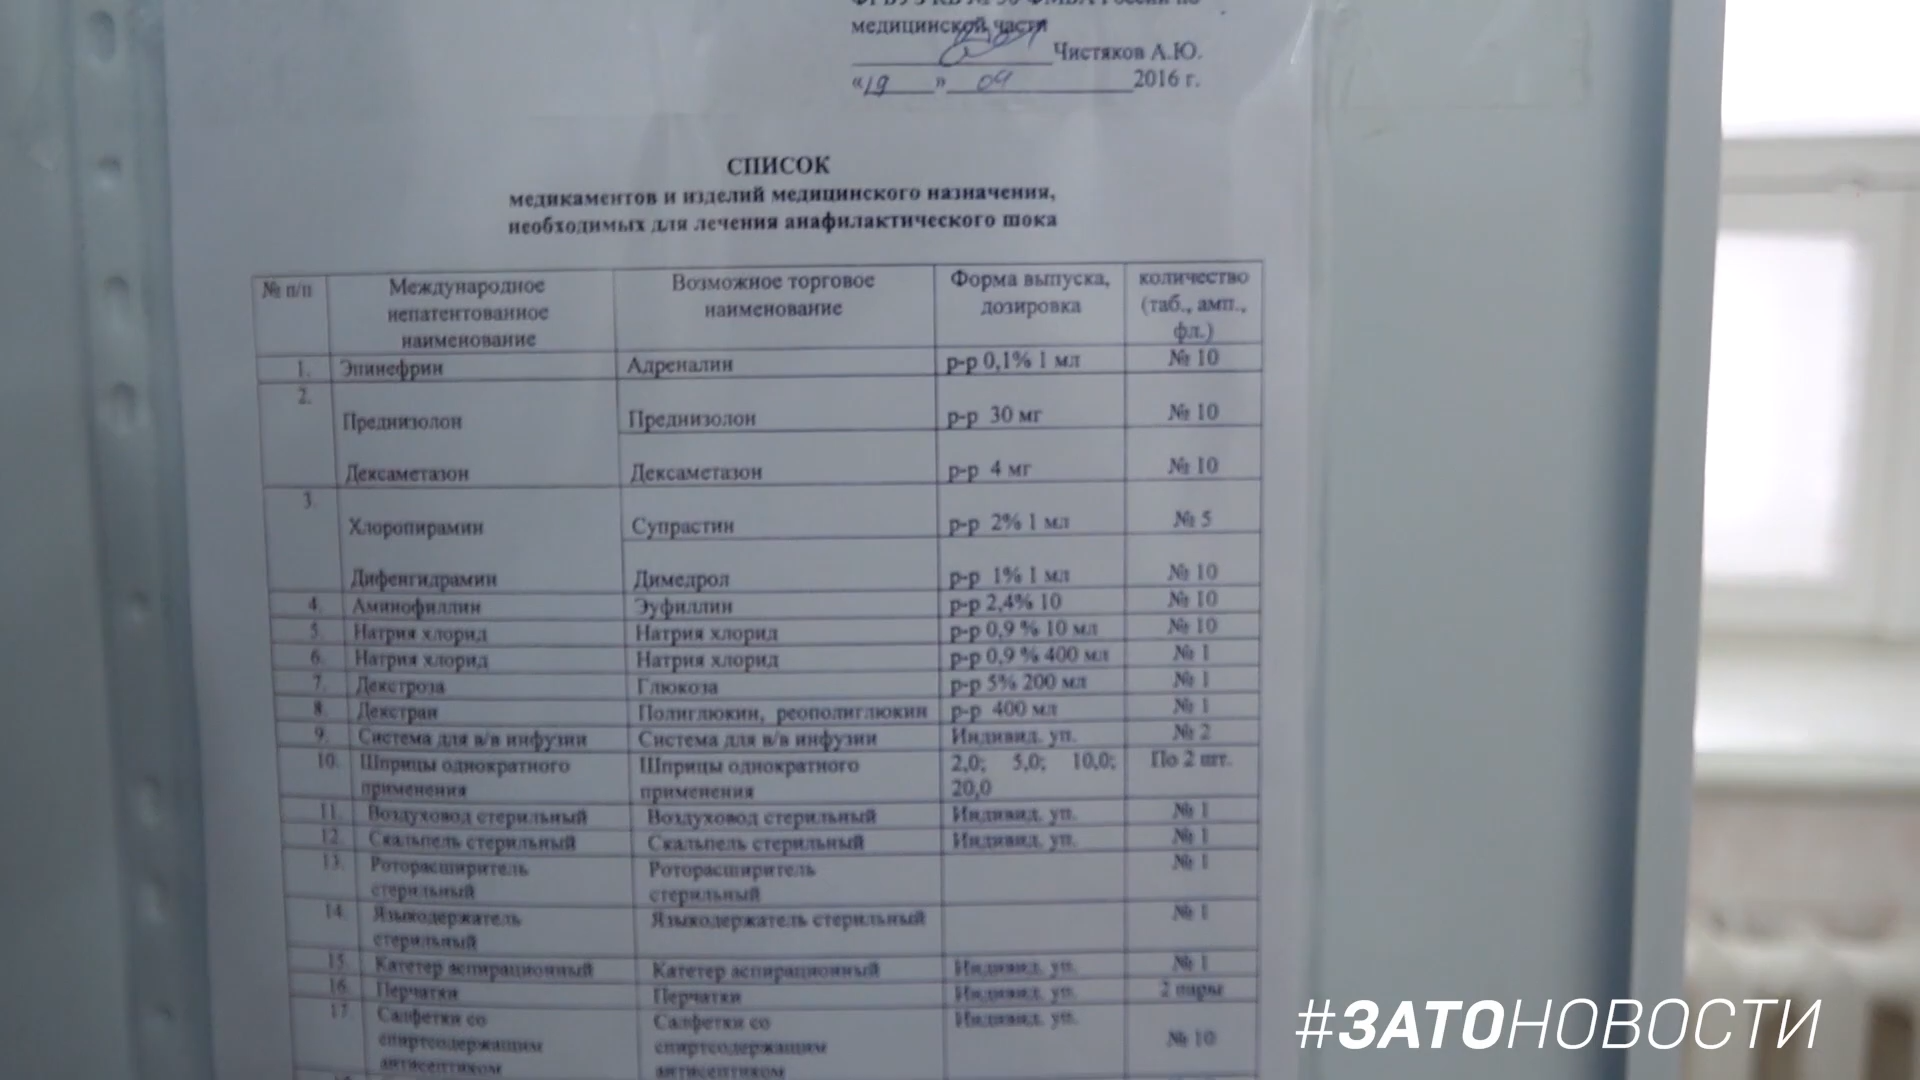 медицинской части
Чистяков А.Ю.
«19» 04 2016 г.
СПИСОК
медикаментов и изделий медицинского назначения,
необходимых для лечения анафилактического шока
№ п/п Международное непатентованное наименование Возможное торговое наименование Форма выпуска, дозировка количество (таб., амп., фл.)
1. Эпинефрин Адреналин р-р 0,1% 1 мл № 10
2. Преднизолон Преднизолон р-р 30 мг № 10
Дексаметазон Дексаметазон р-р 4 мг № 10
3. Хлоропирамин Супрастин р-р 2% 1 мл № 5
Дифенгидрамин Димедрол р-р 1% 1 мл № 10
4. Аминофиллин Эуфиллин р-р 2,4% 10 № 10
5. Натрия хлорид Натрия хлорид р-р 0,9 % 10 мл № 10
6. Натрия хлорид Натрия хлорид р-р 0,9 % 400 мл № 1
7. Декстроза Глюкоза р-р 5% 200 мл № 1
8. Декстран Полиглюкин, реополиглюкин р-р 400 мл № 1
9. Система для в/в инфузии Система для в/в инфузии Индивид. уп. № 2
10. Шприцы однократного применения Шприцы однократного применения 2,0; 5,0; 10,0; 20,0 По 2 шт.
11. Воздуховод стерильный Воздуховод стерильный Индивид. уп. № 1
12. Скальпель стерильный Скальпель стерильный Индивид. уп. № 1
13. Роторасширитель стерильный Роторасширитель стерильный № 1
14. Языкодержатель стерильный Языкодержатель стерильный № 1
15. Катетер аспирационный Катетер аспирационный Индивид. уп. № 1
16. Перчатки Перчатки Индивид. уп. 2 пары
17. Салфетки со спиртсодержащим антисептиком Салфетки со спиртсодержащим антисептиком Индивид. уп. № 10
#ЗАТОНОВОСТИ